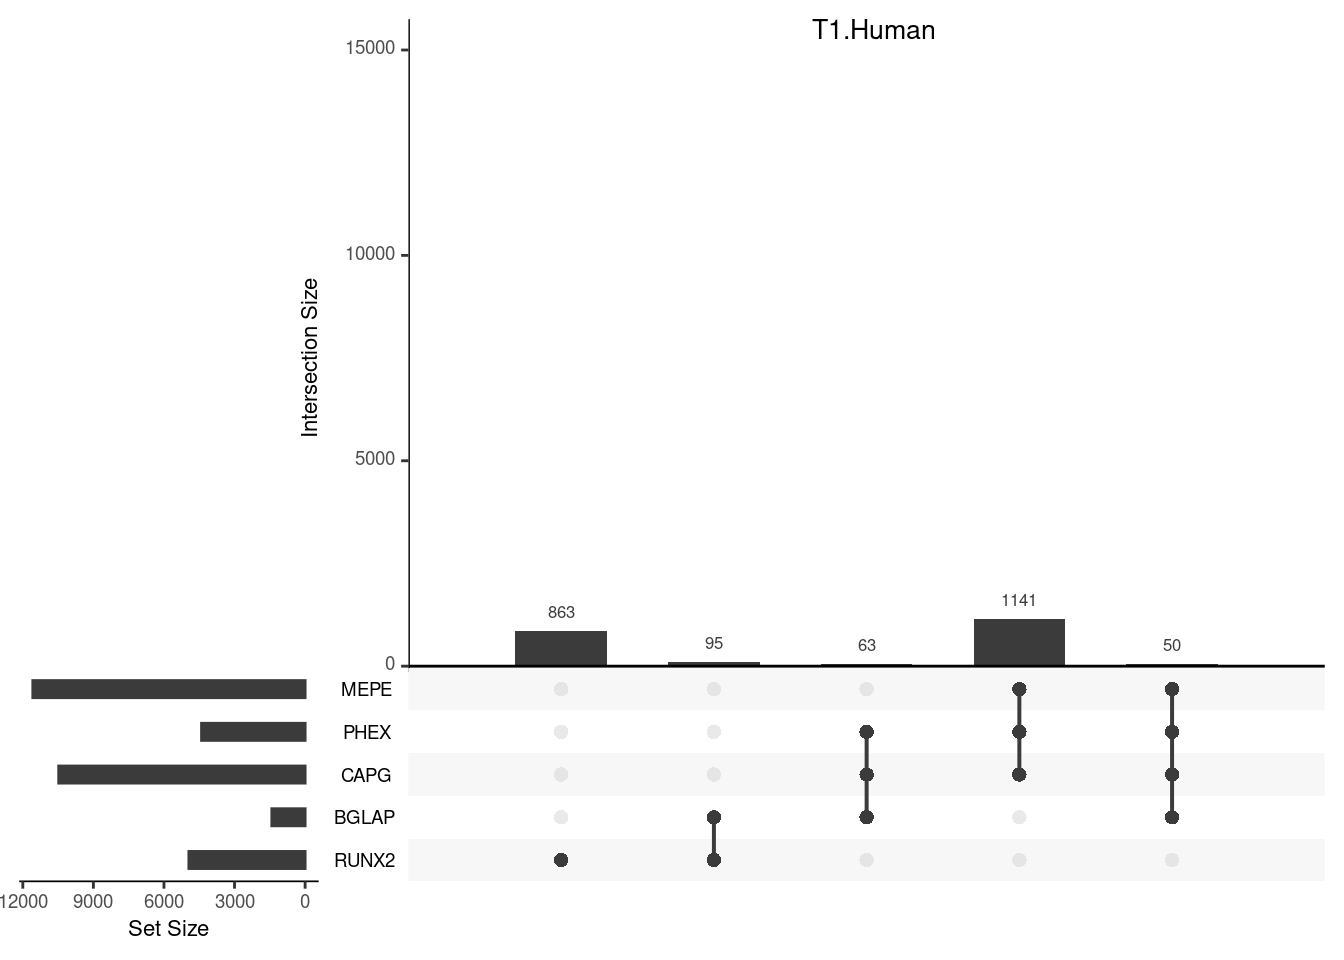 T1.Human
15000
10000
5000
0
Intersection Size
863
95
63
1141
50
MEPE
PHEX
CAPG
BGLAP
RUNX2
12000 9000 6000 3000 0
Set Size